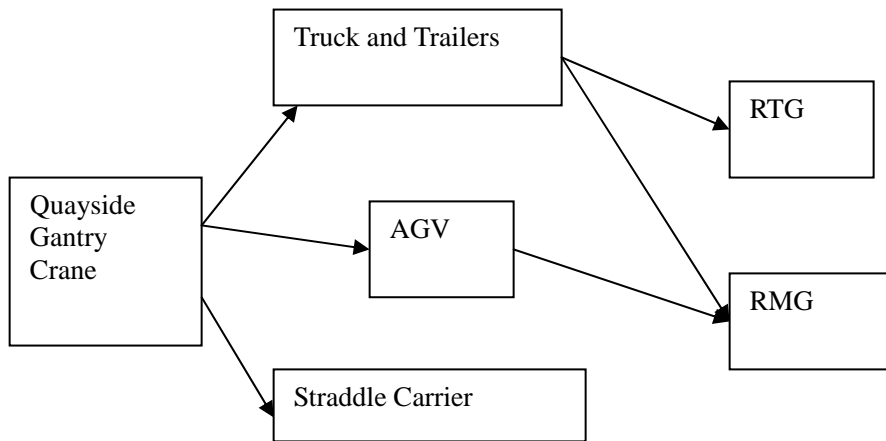 Truck and Trailers
RTG
Quayside
Gantry
Crane
AGV
RMG
Straddle Carrier